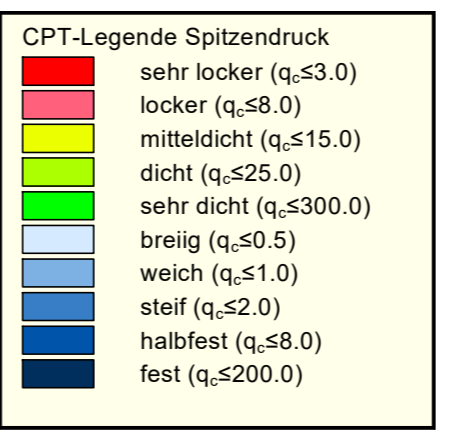 CPT-Legende Spitzendruck
sehr locker (qc≤3.0)
locker (qc≤8.0)
mitteldicht (qc≤15.0)
dicht (qc≤25.0)
sehr dicht (qc≤300.0)
breiig (qc≤0.5)
weich (qc≤1.0)
steif (qc≤2.0)
halbfest (qc≤8.0)
fest (qc≤200.0)